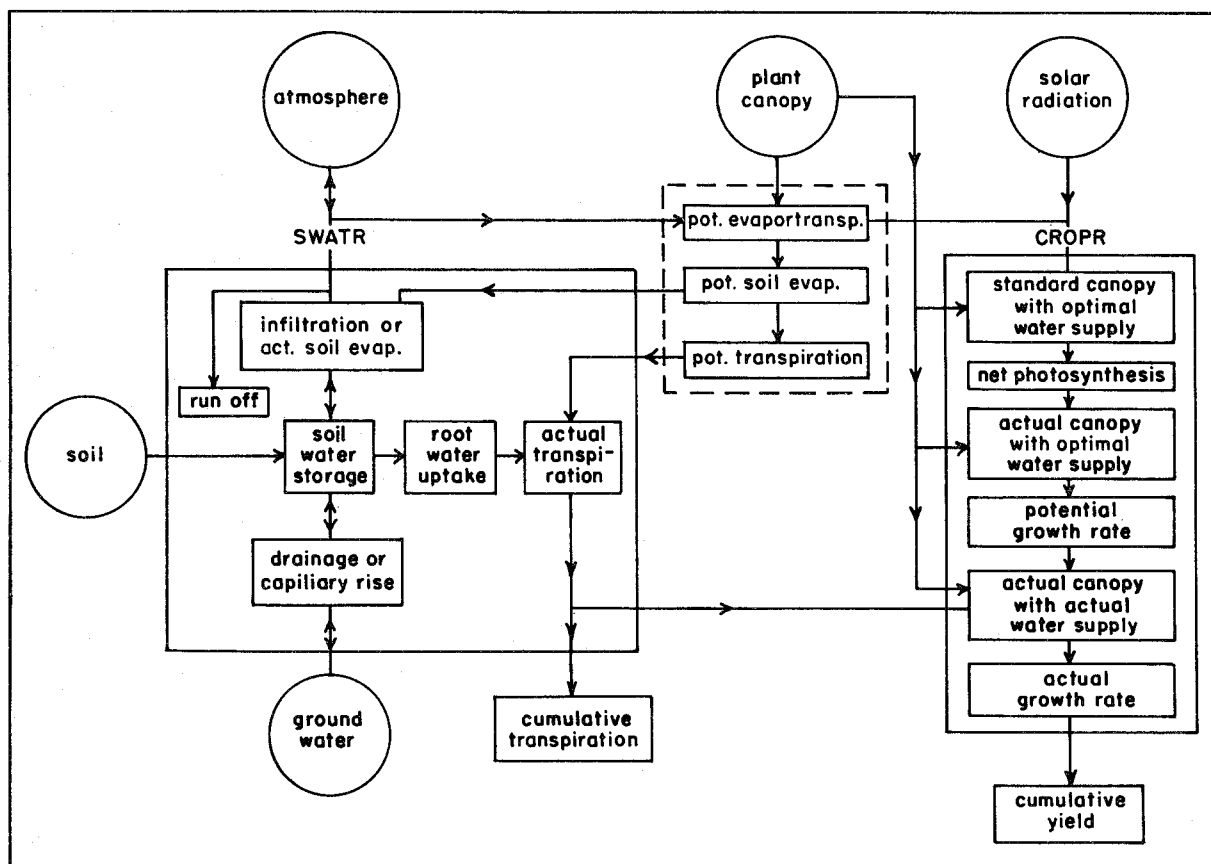 atmosphere
plant
canopy
solar
radiation
pot. evaportransp.
SWATR
CROPR
pot. soil evap.
standard canopy
with optimal
water supply
infiltration or
act. soil evap.
pot. transpiration
net photosynthesis
run off
actual canopy
with optimal
water supply
soil
soil
water
storage
root
water
uptake
actual
transpi-
ration
potential
growth rate
drainage or
capiliary rise
actual canopy
with actual
water supply
actual
growth rate
ground
water
cumulative
transpiration
cumulative
yield